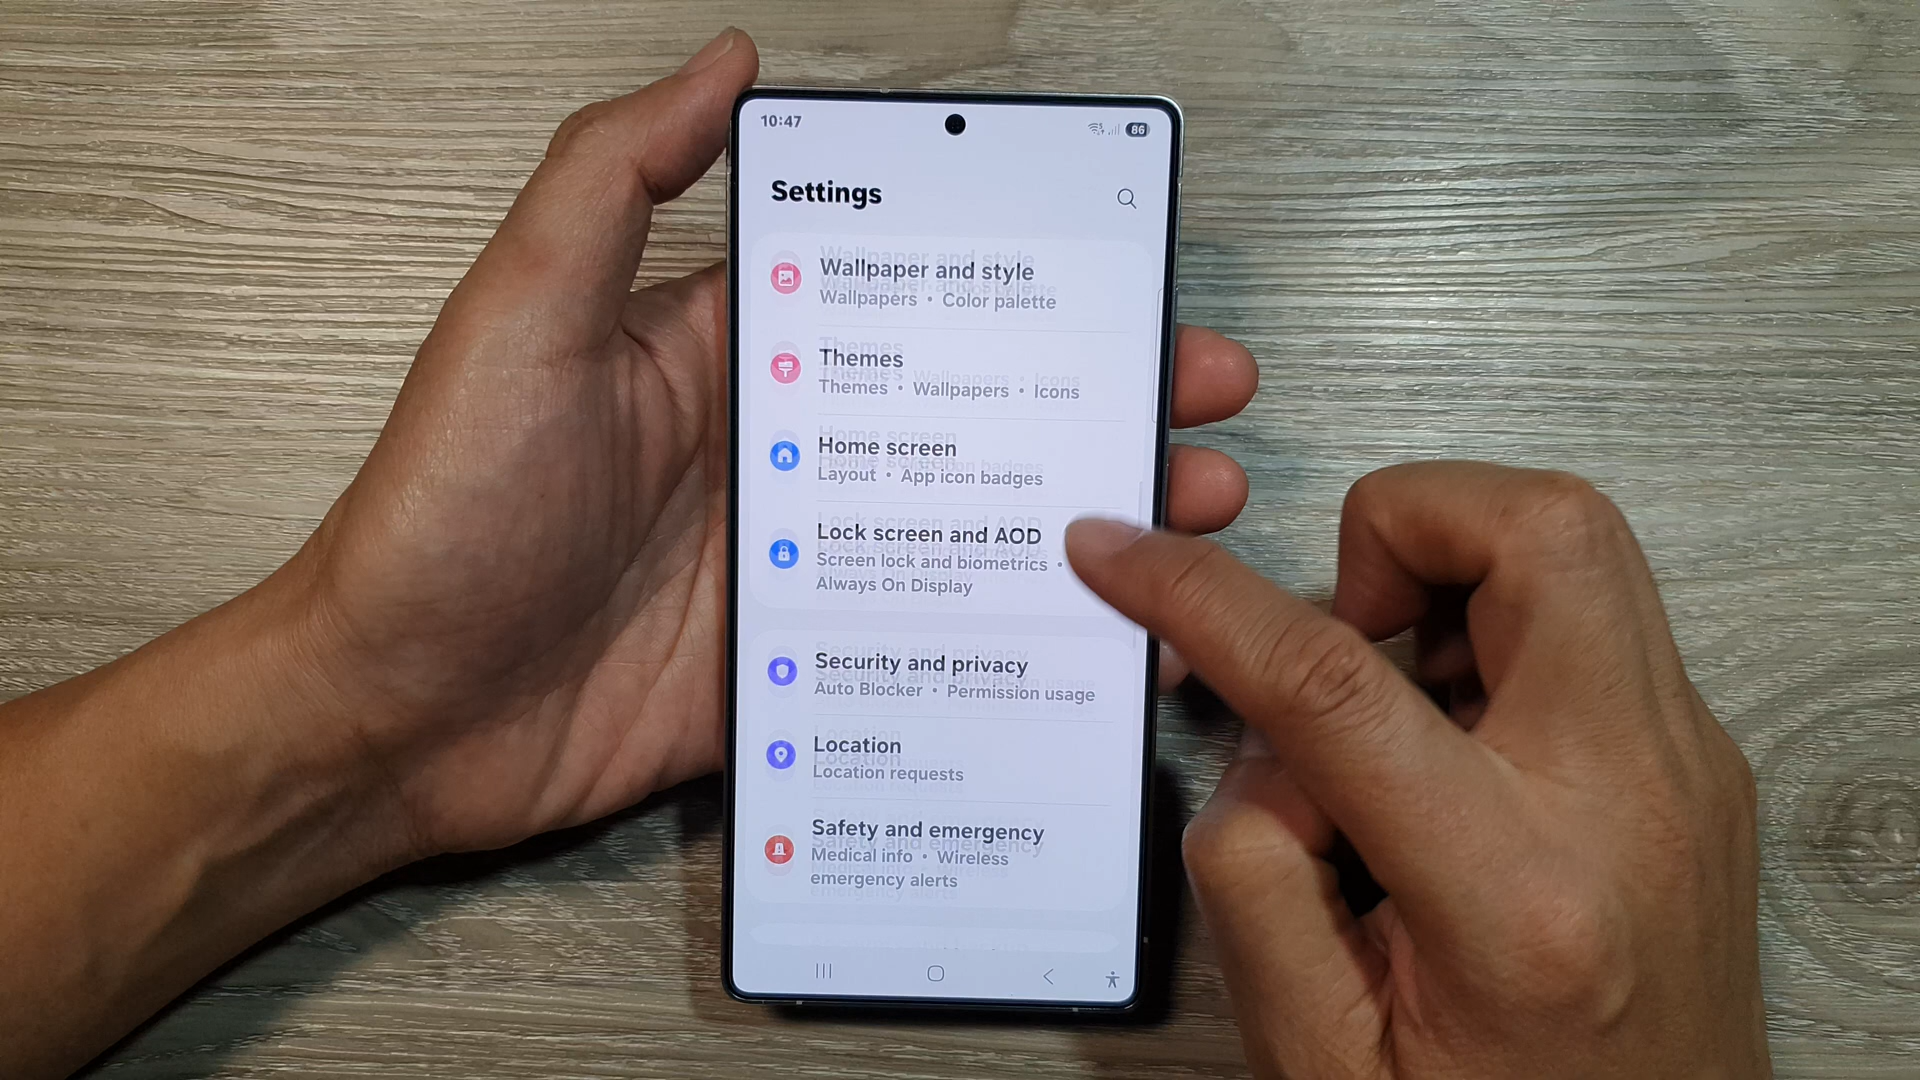 10:47
86
Settings
Wallpaper and style
Wallpapers • Color palette
Themes
Themes • Wallpapers • Icons
Home screen
Layout • App icon badges
Lock screen and AOD
Screen lock and biometrics •
Always On Display
Security and privacy
Auto Blocker • Permission usage
Location
Location requests
Safety and emergency
Medical info • Wireless
emergency alerts